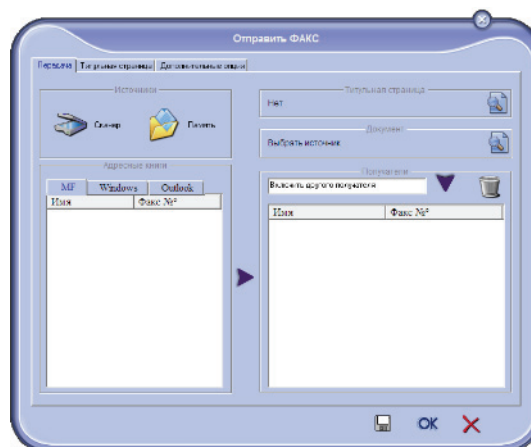 Отправить ФАКС
Передача Титульная страница Дополнительные опции
Источники
Сканер Память
Титульная страница
Нет
Документ
Выбрать источник
Адресные книги
MF Windows Outlook
Имя Факс №°
Получатели
Включить другого получателя
Имя Факс №°
OK